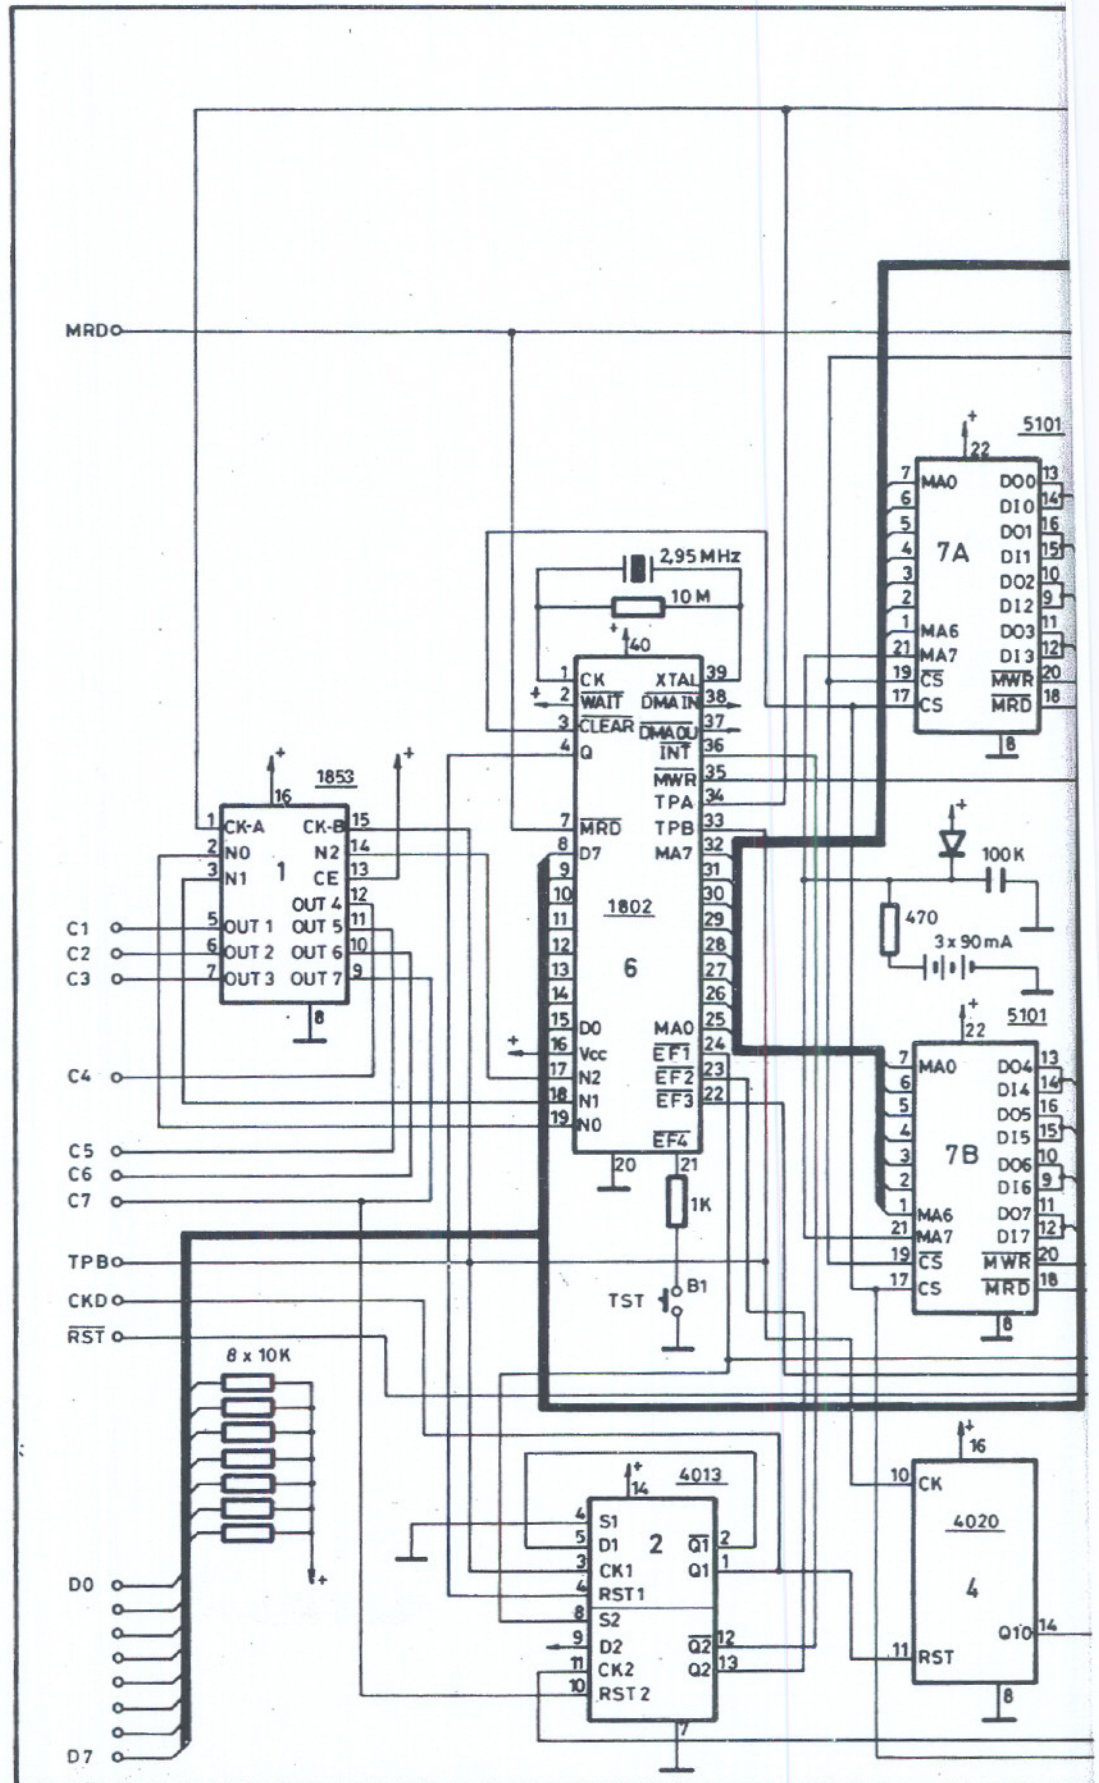 MRD
+
5101
22
7 MA0 DO0 13
6 DI0 14
5 DO1 16
4 7A DI1 15
3 DO2 10
2 DI2 9
1 MA6 DO3 11
21 MA7 DI3 12
19 CS MWR 20
17 CS MRD 18
8
2,95 MHz
10 M
+
40
1 CK XTAL 39
+ 2 WAIT DMAIN 38
3 CLEAR DMAOU 37
4 Q INT 36
MWR 35
TPA 34
7 MRD TPB 33
8 D7 MA7 32
9 31
10 30
11 1802 29
12 28
13 6 27
14 26
15 D0 MA0 25
+ 16 Vcc EF1 24
17 N2 EF2 23
18 N1 EF3 22
19 N0
EF4
20 21
1K
TST B1
+ +
1853
16
1 CK-A CK-B 15
2 N0 N2 14
3 N1 1 CE 13
OUT 4 12
5 OUT 1 OUT 5 11
6 OUT 2 OUT 6 10
7 OUT 3 OUT 7 9
8
C1
C2
C3
C4
C5
C6
C7
TPB
CKD
RST
+
100K
470
3 x 90mA
+
5101
22
7 MA0 DO4 13
6 DI4 14
5 DO5 16
4 DI5 15
3 7B DO6 10
2 DI6 9
1 MA6 DO7 11
21 MA7 DI7 12
19 CS MWR 20
17 CS MRD 18
8
8 x 10K
+
D0
D7
+
4013
14
4 S1
5 D1 2 Q1 2
3 CK1 Q1 1
4 RST1
8 S2
9 D2 Q2 12
11 CK2 Q2 13
10 RST2
7
+
16
10 CK
4020
4
Q10 14
11 RST
8